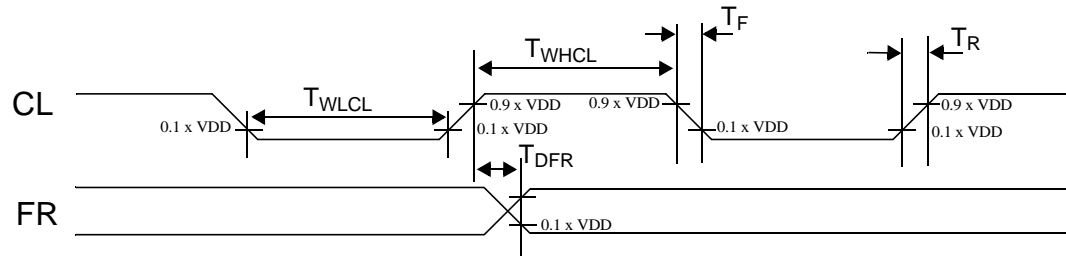 T_F
T_WHCL
T_R
CL
T_WLCL
0.1 x VDD
0.9 x VDD
0.1 x VDD
0.9 x VDD
0.1 x VDD
0.9 x VDD
0.1 x VDD
T_DFR
FR
0.1 x VDD